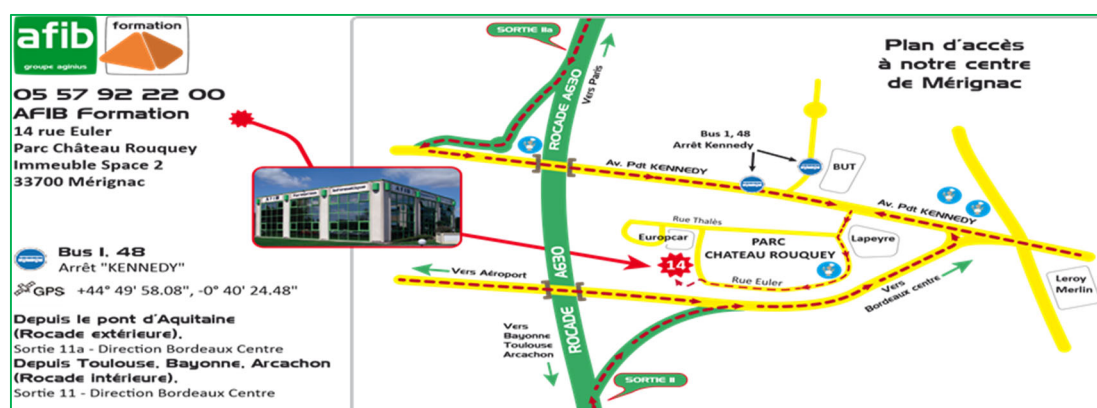 afib
groupe aginius
formation
05 57 92 22 00
AFIB Formation
14 rue Euler
Parc Château Rouquey
Immeuble Space 2
33700 Mérignac
Bus 1, 48
Arrêt "KENNEDY"
GPS +44° 49' 58.08", -0° 40' 24.48"
Depuis le pont d'Aquitaine
(Rocade extérieure),
Sortie 11a - Direction Bordeaux Centre
Depuis Toulouse, Bayonne, Arcachon
(Rocade intérieure),
Sortie 11 - Direction Bordeaux Centre
AFIB
Plan d'accès
à notre centre
de Mérignac
SORTIE 11a
ROCADE A630
Vers Paris
Bus 1, 48
Arrêt Kennedy
BUT
Av. Pdt KENNEDY
Av. Pdt KENNEDY
Rue Thalès
Europcar
PARC
CHATEAU ROUQUEY
Lapeyre
14
Rue Euler
Vers Aéroport
A630
ROCADE
Vers
Bordeaux centre
Leroy
Merlin
Vers
Bayonne
Toulouse
Arcachon
SORTIE 11